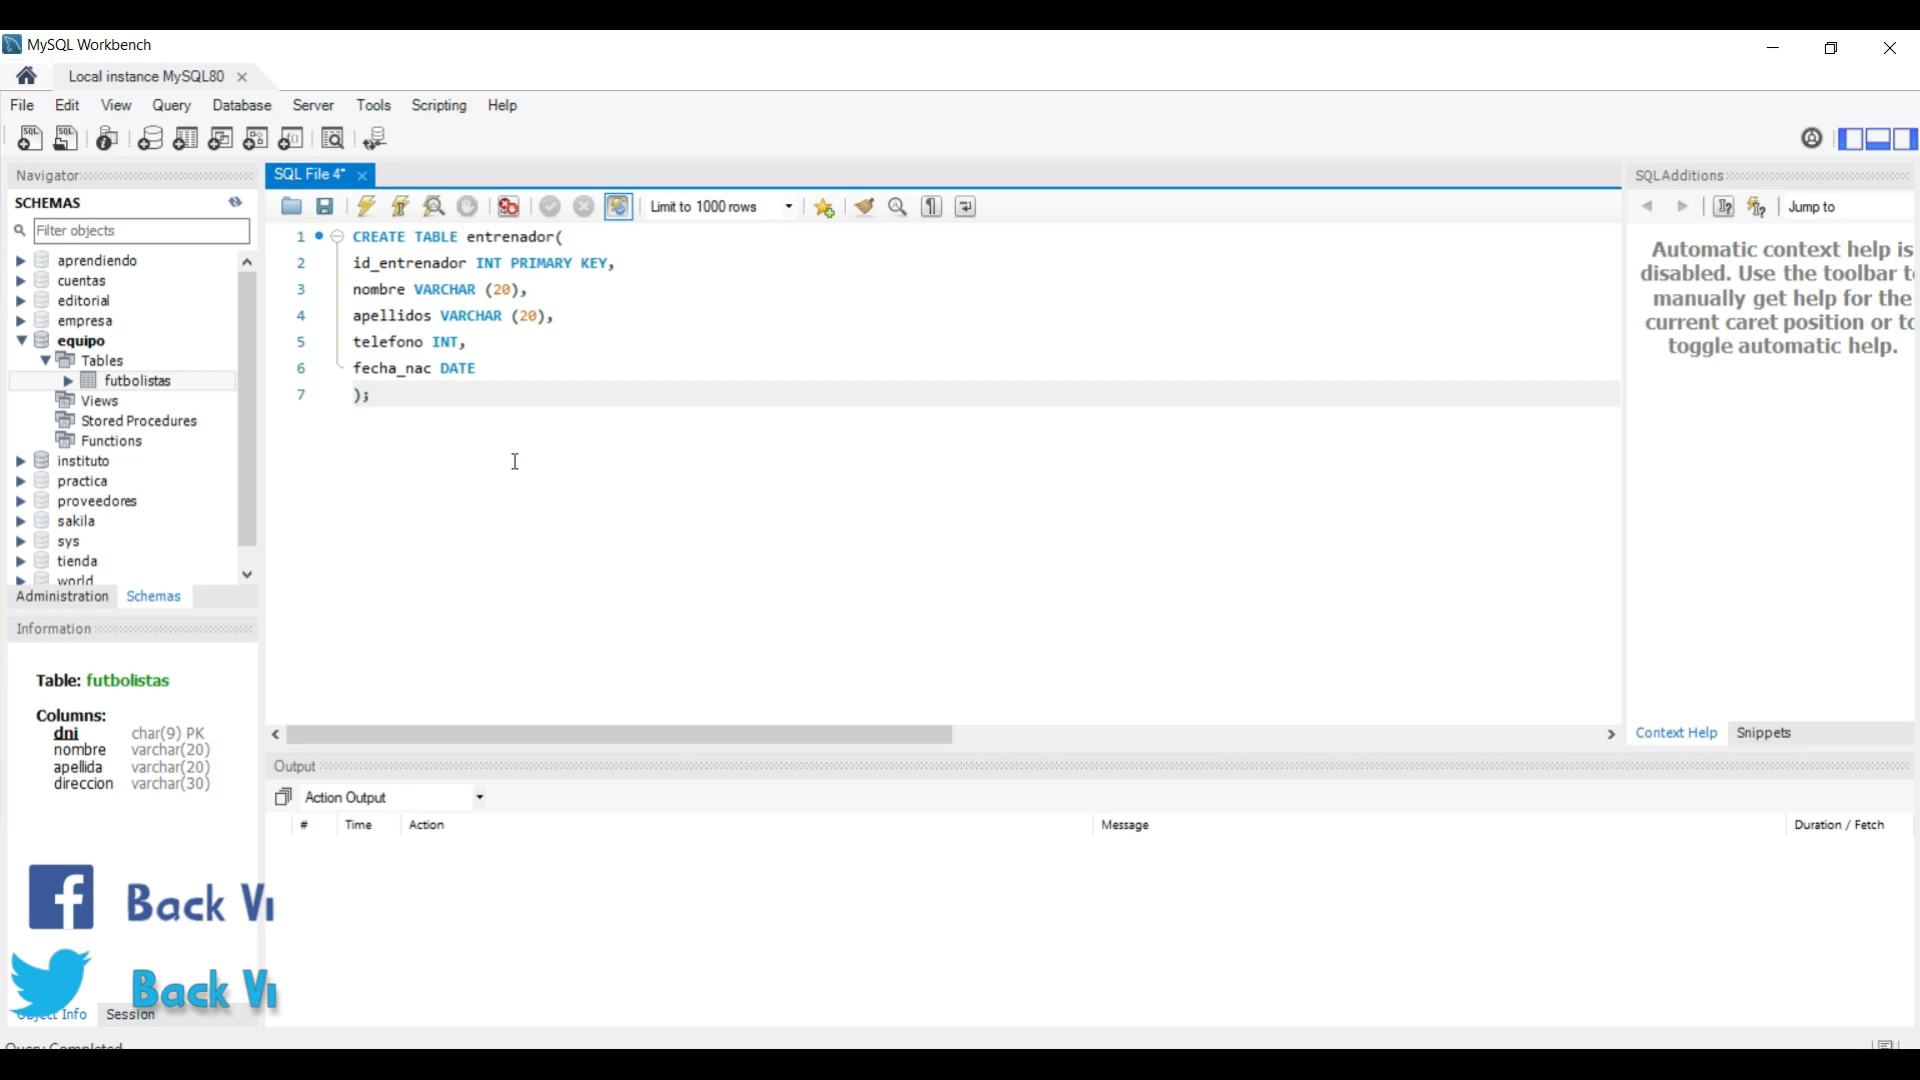 MySQL Workbench
Local instance MySQL80
File Edit View Query Database Server Tools Scripting Help
Navigator
SCHEMAS
Filter objects
aprendiendo
cuentas
editorial
empresa
equipo
Tables
futbolistas
Views
Stored Procedures
Functions
instituto
practica
proveedores
sakila
sys
tienda
world
Administration Schemas
Information
Table: futbolistas
Columns:
dni char(9) PK
nombre varchar(20)
apellida varchar(20)
direccion varchar(30)
Back Vi
Back Vi
Object Info Session
Query Completed
SQL File 4*
Limit to 1000 rows
1 CREATE TABLE entrenador(
2 id_entrenador INT PRIMARY KEY,
3 nombre VARCHAR (20),
4 apellidos VARCHAR (20),
5 telefono INT,
6 fecha_nac DATE
7 );
Output
Action Output
# Time Action Message Duration / Fetch
SQLAdditions
Jump to
Automatic context help is
disabled. Use the toolbar t
manually get help for the
current caret position or to
toggle automatic help.
Context Help Snippets